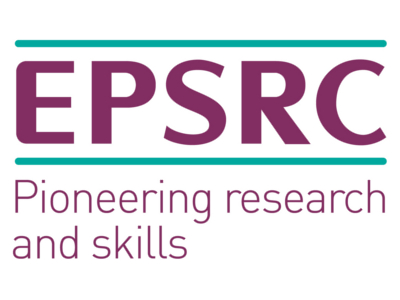 EPSRC
Pioneering research
and skills